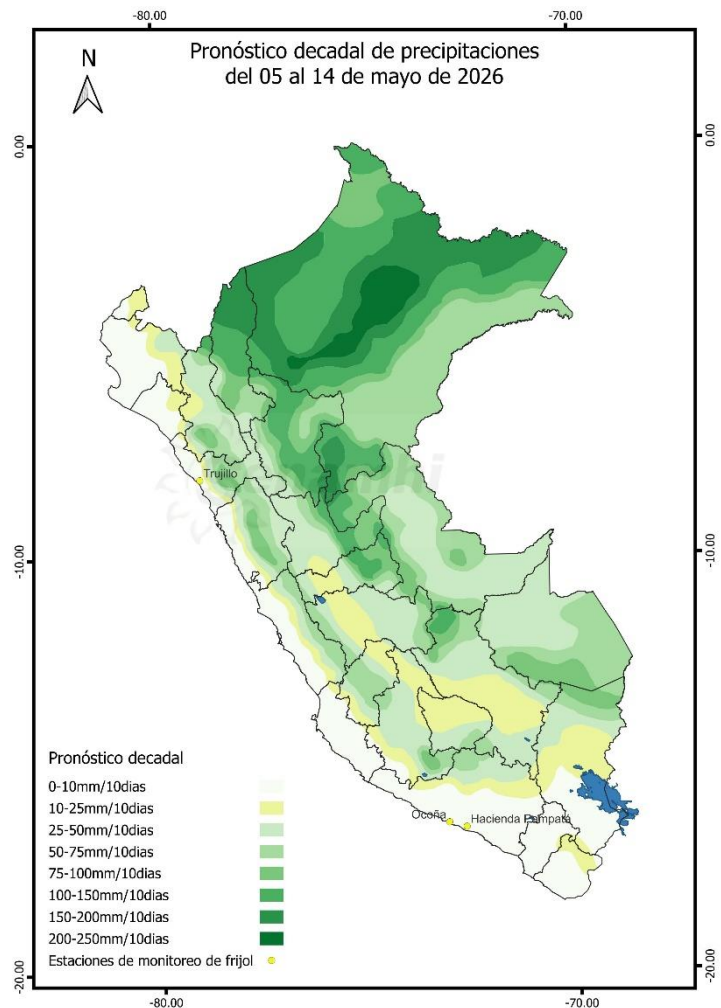 -80.00
-70.00
Pronóstico decadal de precipitaciones
del 05 al 14 de mayo de 2026
N
0.00
0.00
Senamhi
Trujillo
-10.00
-10.00
Pronóstico decadal
0-10mm/10dias
10-25mm/10dias
25-50mm/10dias
50-75mm/10dias
75-100mm/10dias
100-150mm/10dias
150-200mm/10dias
200-250mm/10dias
Estaciones de monitoreo de frijol
Ocoña
Hacienda Pampata
-20.00
-20.00
-80.00
-70.00